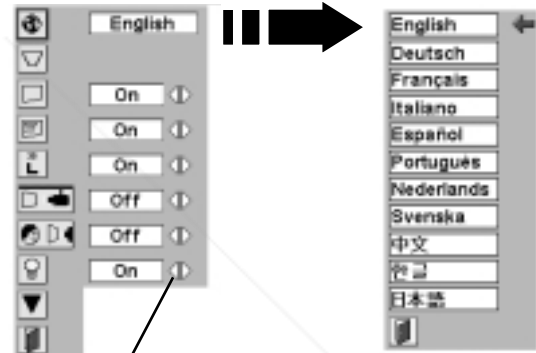 English
On
On
On
Off
Off
On
English
Deutsch
Français
Italiano
Español
Português
Nederlands
Svenska
中文
한글
日本語